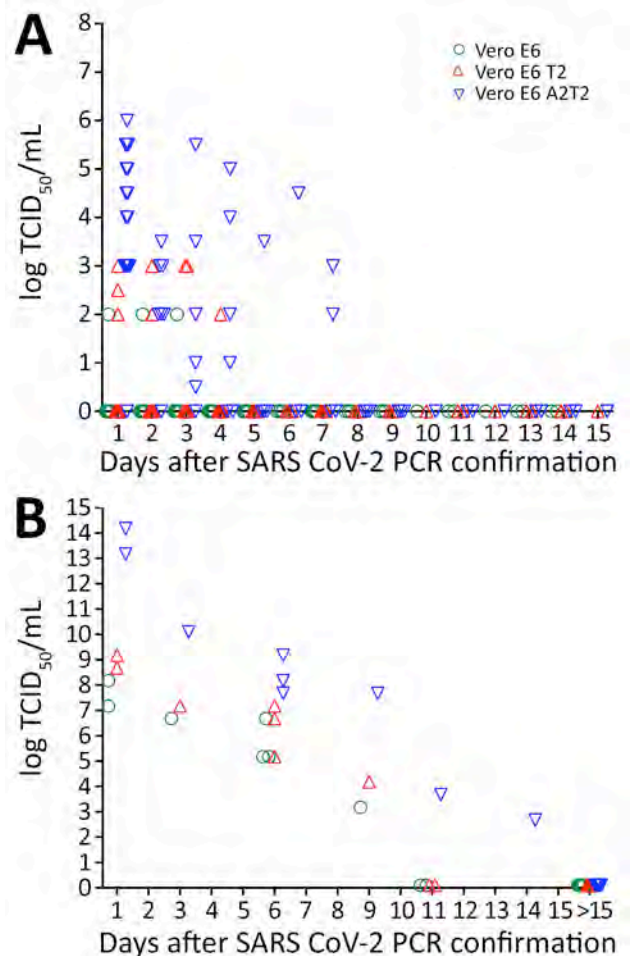 A
8
7
6
5
4
3
2
1
0
log TCID50/mL
Vero E6
Vero E6 T2
Vero E6 A2T2
1 2 3 4 5 6 7 8 9 10 11 12 13 14 15
Days after SARS CoV-2 PCR confirmation
B
15
14
13
12
11
10
9
8
7
6
5
4
3
2
1
0
log TCID50/mL
1 2 3 4 5 6 7 8 9 10 11 12 13 14 15 >15
Days after SARS CoV-2 PCR confirmation